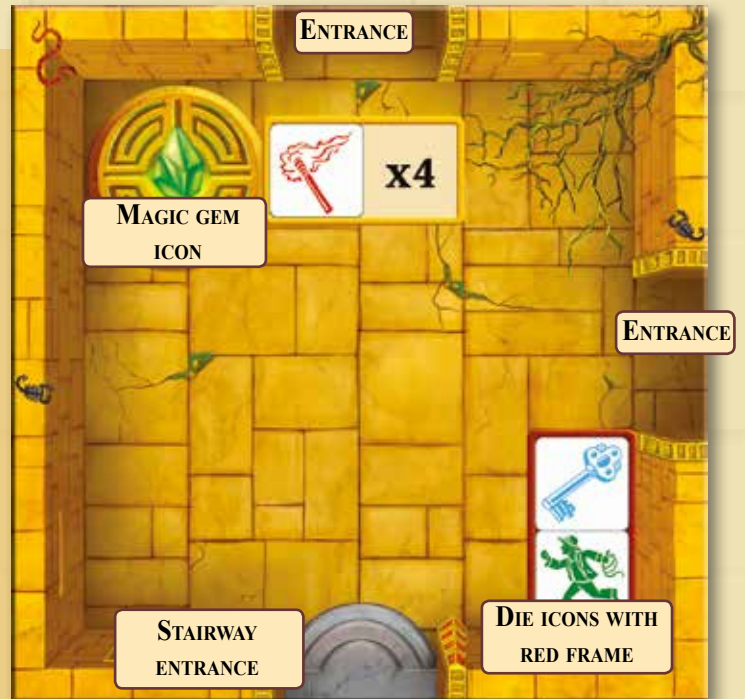 ENTRANCE
x4
MAGIC GEM
ICON
ENTRANCE
STAIRWAY
ENTRANCE
DIE ICONS WITH
RED FRAME